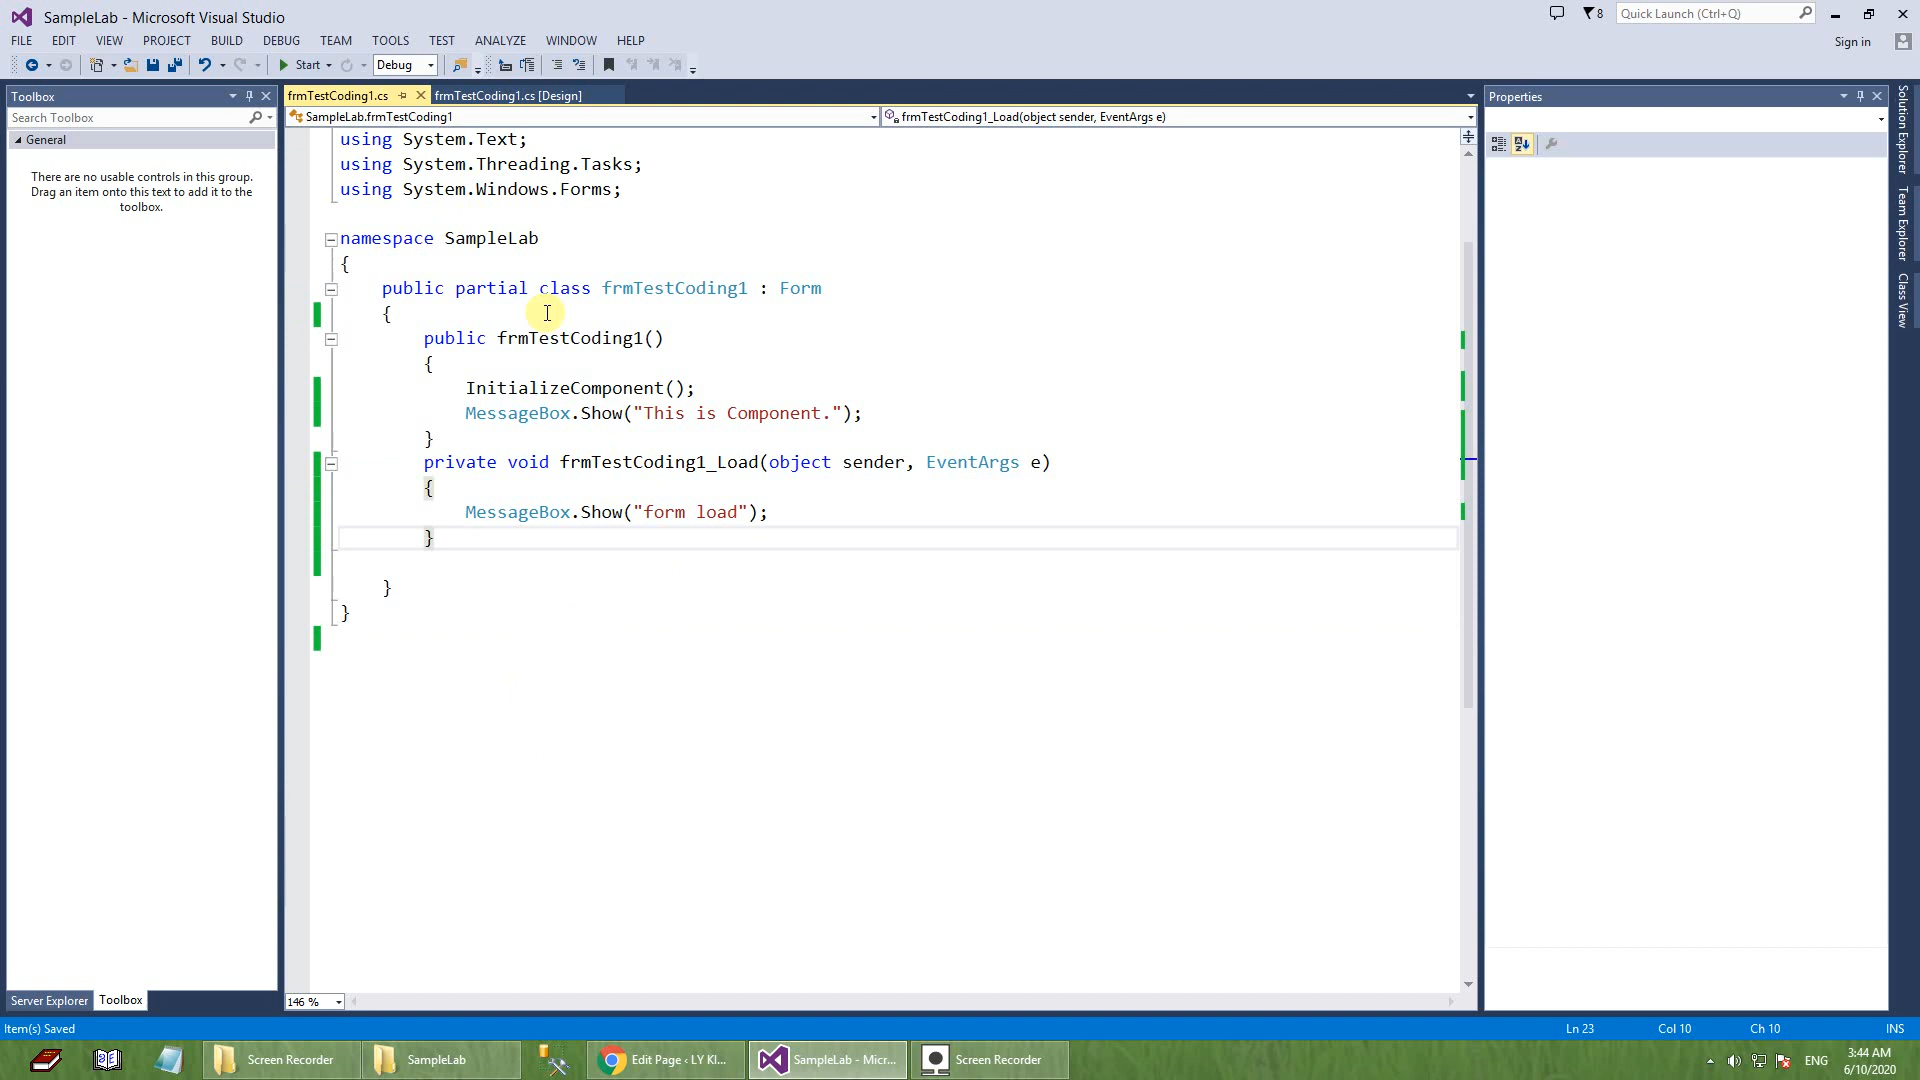 SampleLab - Microsoft Visual Studio
8
Quick Launch (Ctrl+Q)
FILE EDIT VIEW PROJECT BUILD DEBUG TEAM TOOLS TEST ANALYZE WINDOW HELP
Sign in
Start Debug
Toolbox
Search Toolbox
General
There are no usable controls in this group.
Drag an item onto this text to add it to the
toolbox.
Server Explorer Toolbox
frmTestCoding1.cs frmTestCoding1.cs [Design]
SampleLab.frmTestCoding1 frmTestCoding1_Load(object sender, EventArgs e)
using System.Text;
using System.Threading.Tasks;
using System.Windows.Forms;
namespace SampleLab
{
public partial class frmTestCoding1 : Form
{
public frmTestCoding1()
{
InitializeComponent();
MessageBox.Show("This is Component.");
}
private void frmTestCoding1_Load(object sender, EventArgs e)
{
MessageBox.Show("form load");
}
}
}
146 %
Properties
Solution Explorer
Team Explorer
Class View
Item(s) Saved Ln 23 Col 10 Ch 10 INS
Screen Recorder SampleLab Edit Page ‹ LY KI... SampleLab - Micr... Screen Recorder
ENG
3:44 AM
6/10/2020